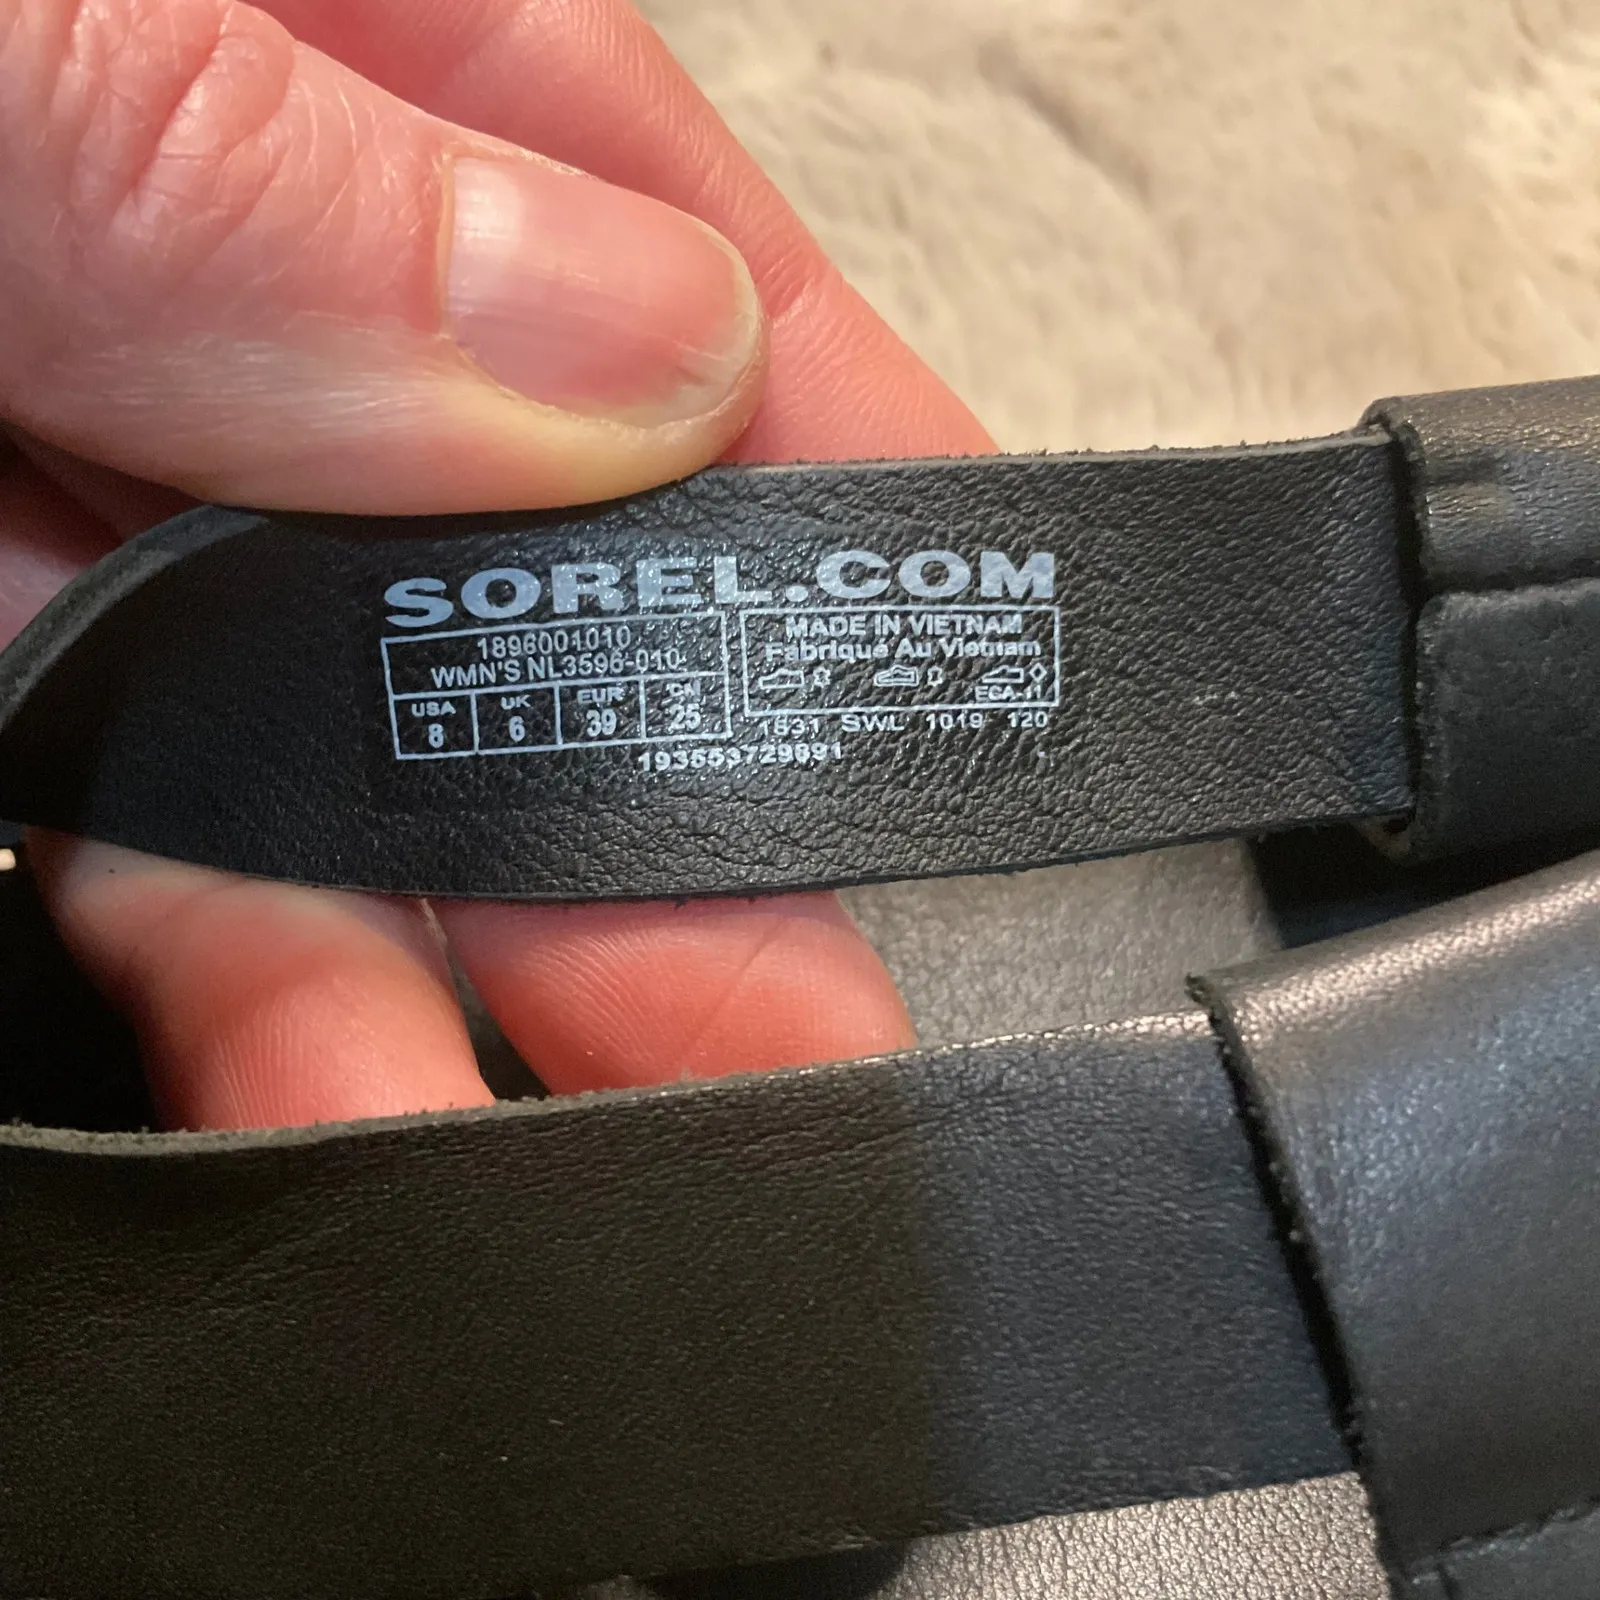 SOREL.COM
1896001010
WMN'S NL3596-010
USA UK EUR CN
8 6 39 25
MADE IN VIETNAM
Fabriqué Au Vietnam
ECA-11
1831 SWL 1019 120
193553729891